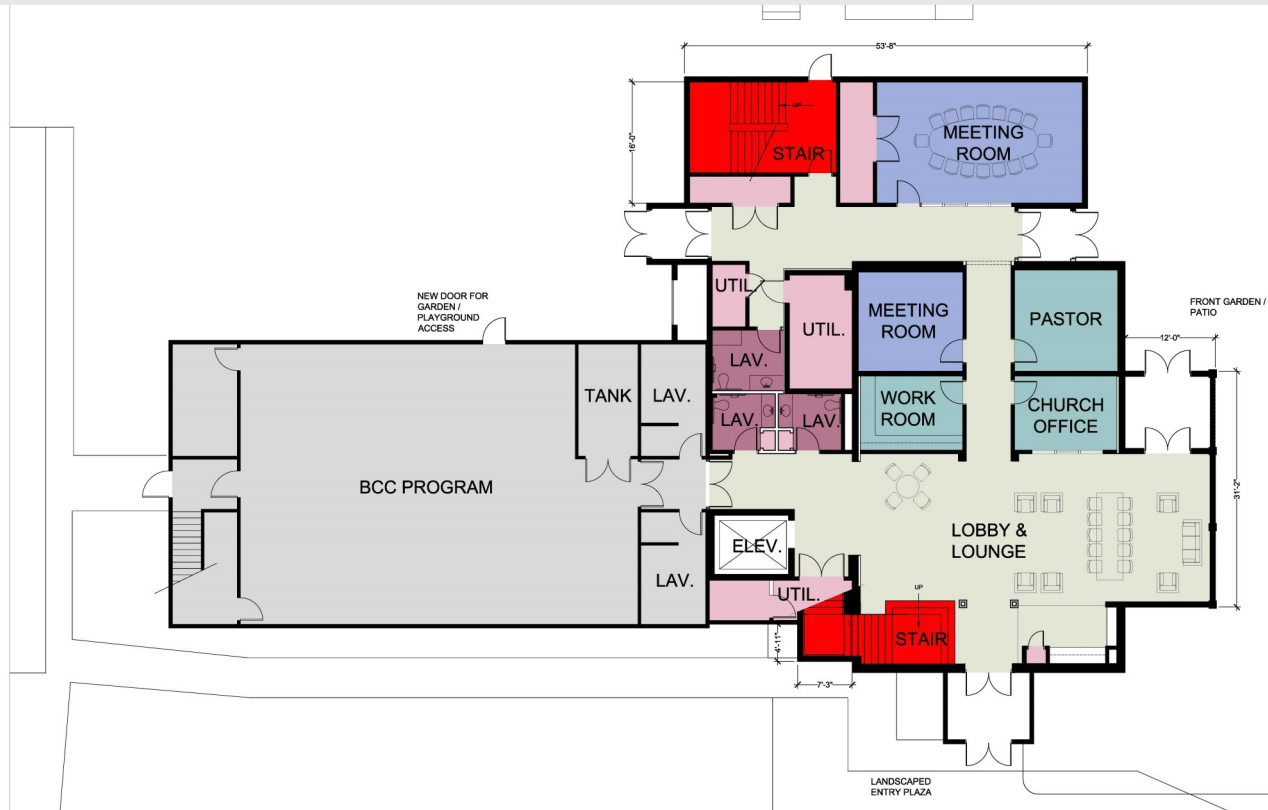 53'-8"
UP
16'-0"
STAIR
MEETING
ROOM
UTIL.
UTIL.
MEETING
ROOM
PASTOR
NEW DOOR FOR
GARDEN /
PLAYGROUND
ACCESS
FRONT GARDEN /
PATIO
12'-0"
LAV.
TANK
LAV.
WORK
ROOM
CHURCH
OFFICE
LAV.
LAV.
BCC PROGRAM
31'-2"
LOBBY &
LOUNGE
ELEV.
LAV.
UTIL.
UP
STAIR
4'-11"
7'-3"
LANDSCAPED
ENTRY PLAZA